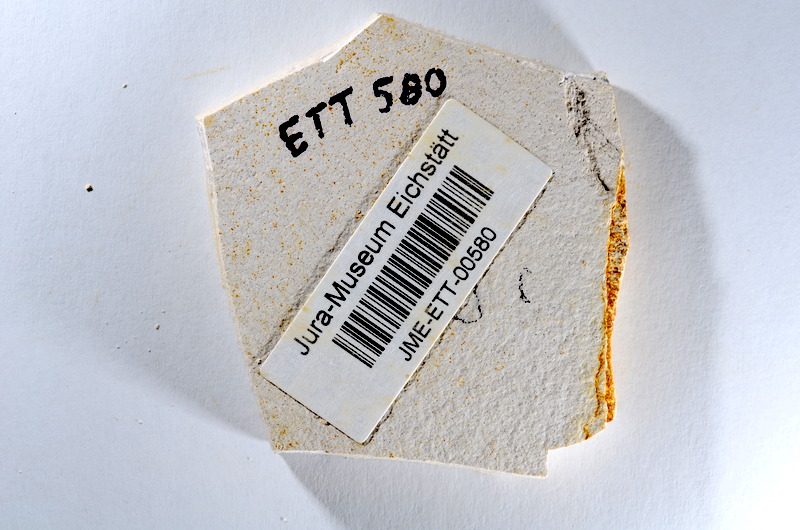 ETT 580
Jura-Museum Eichstätt
JME-ETT-00580